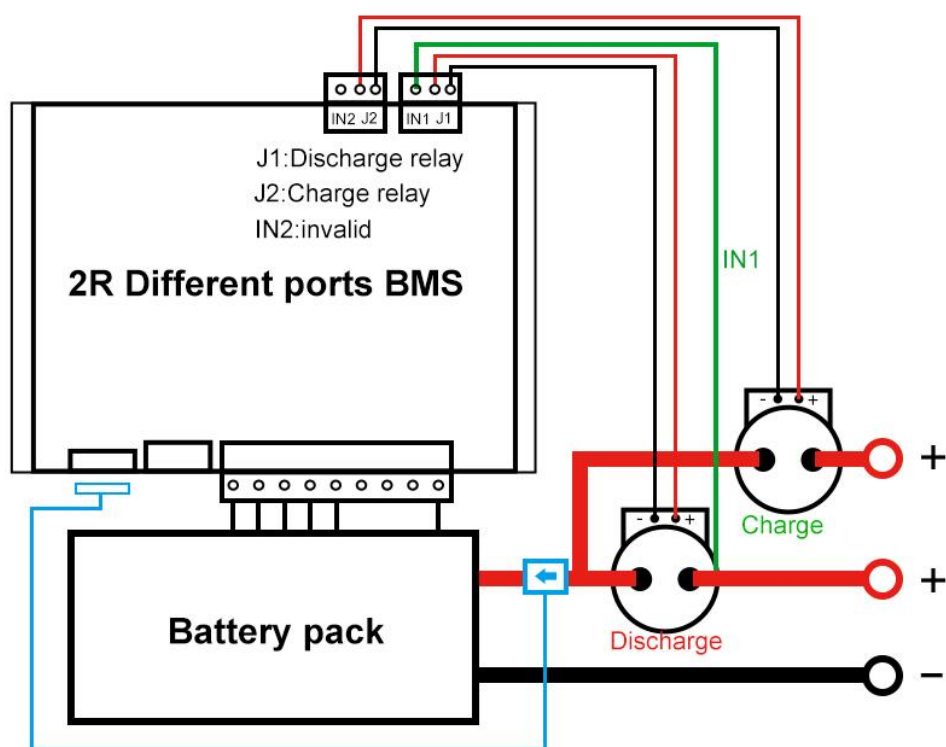 IN2 J2
IN1 J1
J1:Discharge relay
J2:Charge relay
IN2:invalid
2R Different ports BMS
IN1
- +
+
Charge
- +
+
Discharge
Battery pack
−